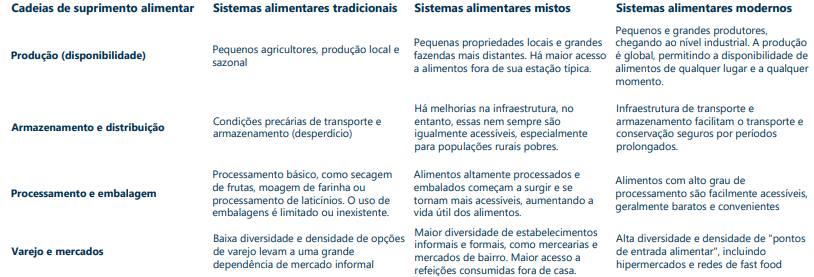 Cadeias de suprimento alimentar
Sistemas alimentares tradicionais
Sistemas alimentares mistos
Sistemas alimentares modernos
Produção (disponibilidade)
Pequenos agricultores, produção local e
sazonal
Pequenas propriedades locais e grandes
fazendas mais distantes. Há maior acesso
a alimentos fora de sua estação típica.
Pequenos e grandes produtores,
chegando ao nível industrial. A produção
é global, permitindo a disponibilidade de
alimentos de qualquer lugar e a qualquer
momento.
Armazenamento e distribuição
Condições precárias de transporte e
armazenamento (desperdício)
Há melhorias na infraestrutura, no
entanto, essas nem sempre são
igualmente acessíveis, especialmente
para populações rurais pobres.
Infraestrutura de transporte e
armazenamento facilitam o transporte e
conservação seguros por períodos
prolongados.
Processamento e embalagem
Processamento básico, como secagem
de frutas, moagem de farinha ou
processamento de laticínios. O uso de
embalagens é limitado ou inexistente.
Alimentos altamente processados e
embalados começam a surgir e se
tornam mais acessíveis, aumentando a
vida útil dos alimentos.
Alimentos com alto grau de
processamento são facilmente acessíveis,
geralmente baratos e convenientes
Varejo e mercados
Baixa diversidade e densidade de opções
de varejo levam a uma grande
dependência de mercado informal
Maior diversidade de estabelecimentos
informais e formais, como mercearias e
mercados de bairro. Maior acesso a
refeições consumidas fora de casa.
Alta diversidade e densidade de "pontos
de entrada alimentar", incluindo
hipermercados e redes de fast food